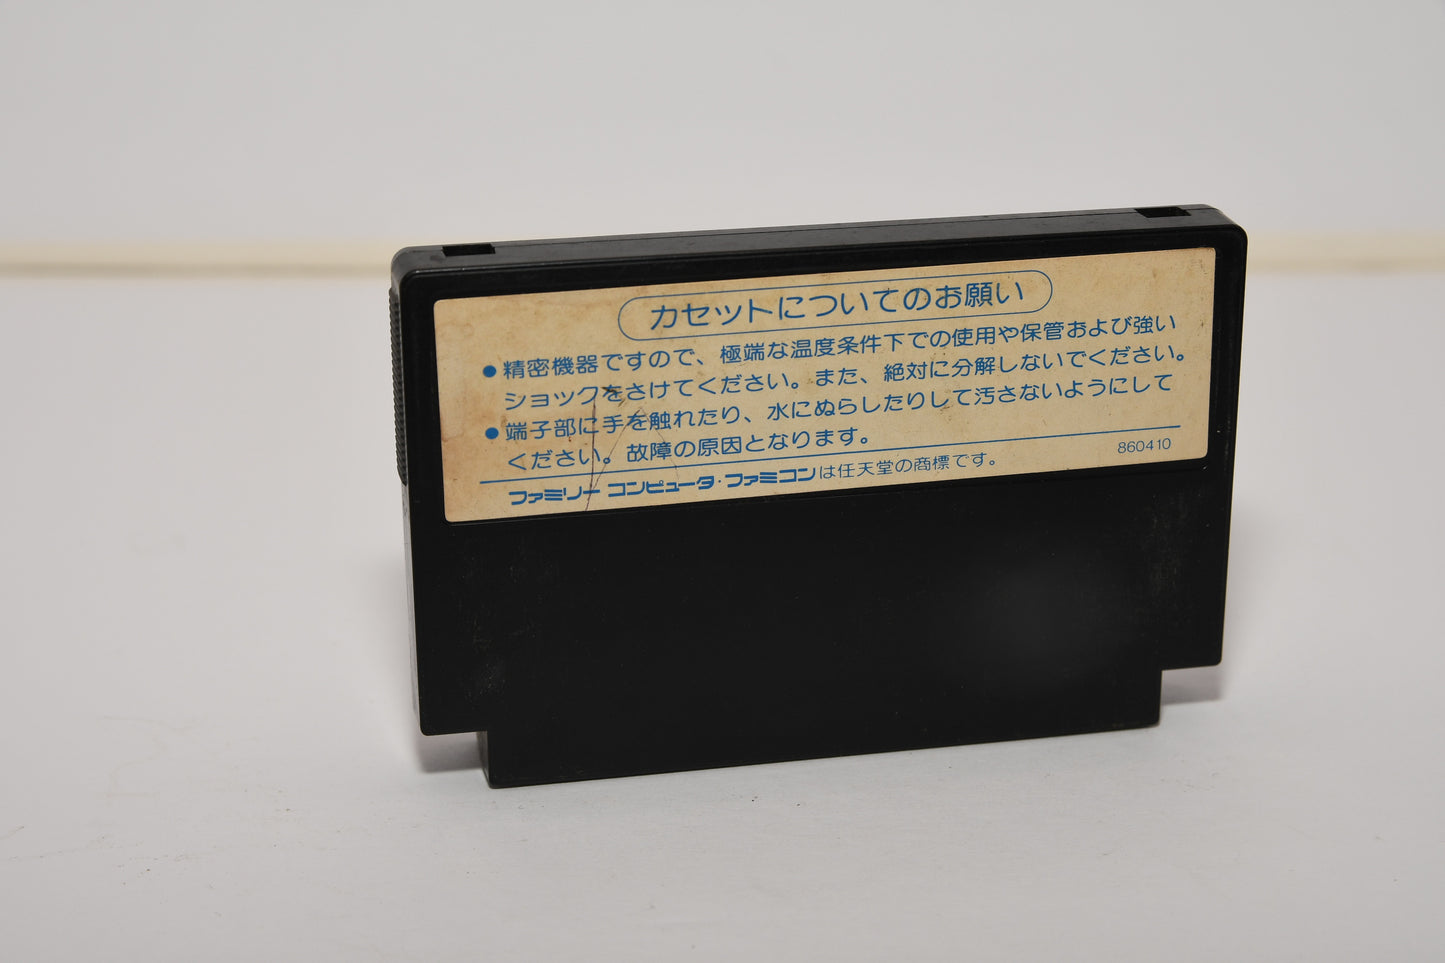 カセットについてのお願い
●精密機器ですので、極端な温度条件下での使用や保管および強い
ショックをさけてください。また、絶対に分解しないでください。
●端子部に手を触れたり、水にぬらしたりして汚さないようにして
ください。故障の原因となります。
860410
ファミリー コンピュータ・ファミコンは任天堂の商標です。